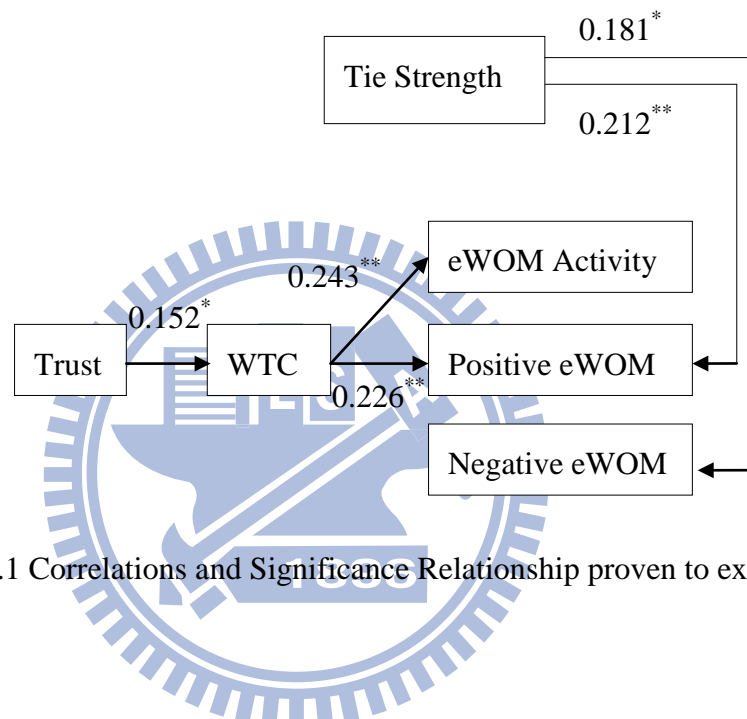 0.181*
Tie Strength
0.212**
eWOM Activity
0.243**
0.152*
Trust
WTC
Positive eWOM
0.226**
Negative eWOM
.1 Correlations and Significance Relationship proven to ex
1896